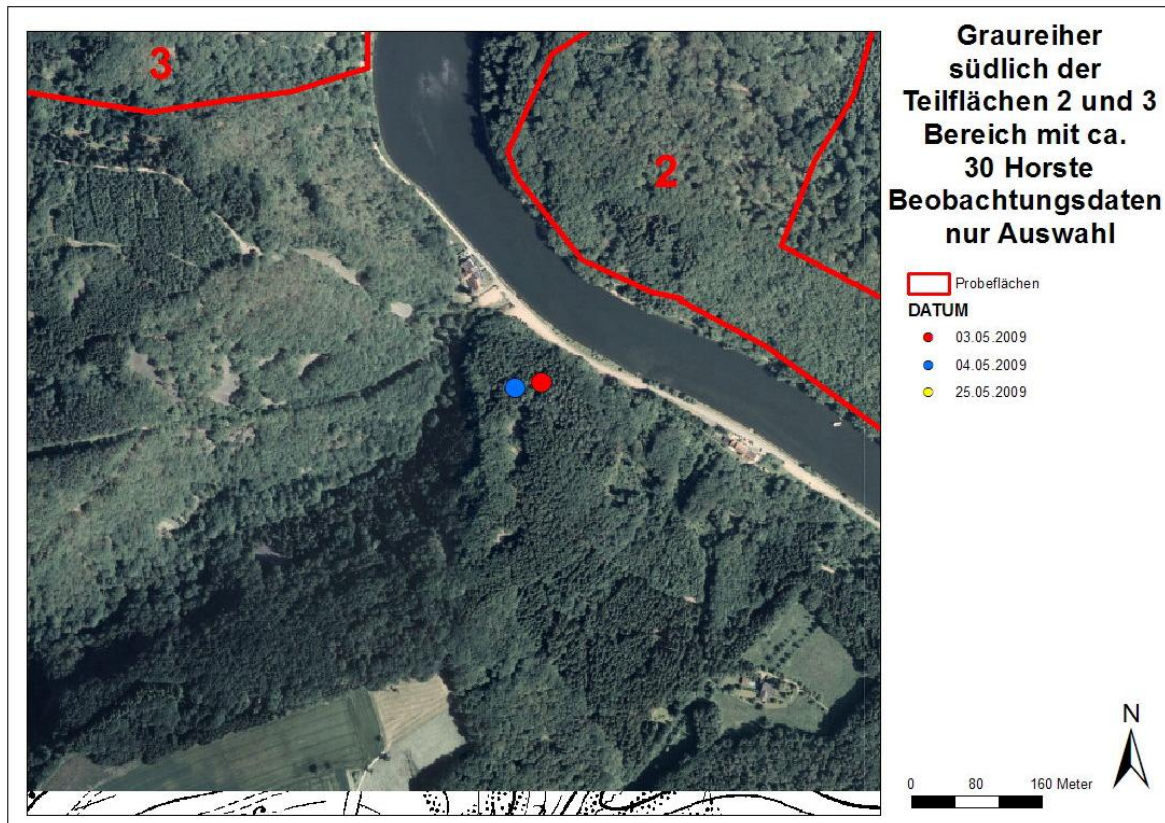 3
2
Graureiher
südlich der
Teilflächen 2 und 3
Bereich mit ca.
30 Horste
Beobachtungsdaten
nur Auswahl
Probeflächen
DATUM
03.05.2009
04.05.2009
25.05.2009
N
0 80 160 Meter